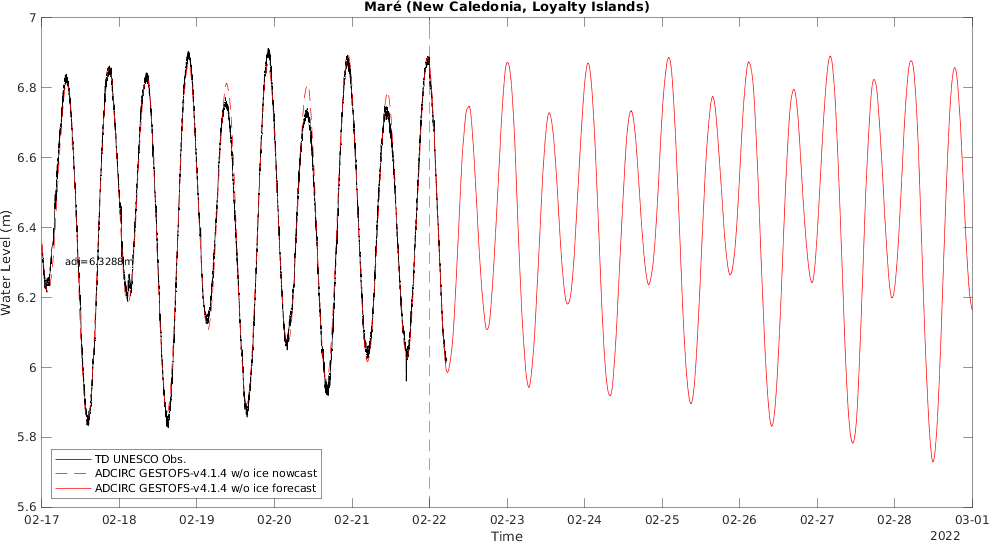 Maré (New Caledonia, Loyalty Islands)
7
6.8
6.6
6.4
6.2
6
5.8
5.6
Water Level (m)
adj=6.3288m
TD UNESCO Obs.
ADCIRC GESTOFS-v4.1.4 w/o ice nowcast
ADCIRC GESTOFS-v4.1.4 w/o ice forecast
02-17 02-18 02-19 02-20 02-21 02-22 02-23 02-24 02-25 02-26 02-27 02-28 03-01
Time
2022